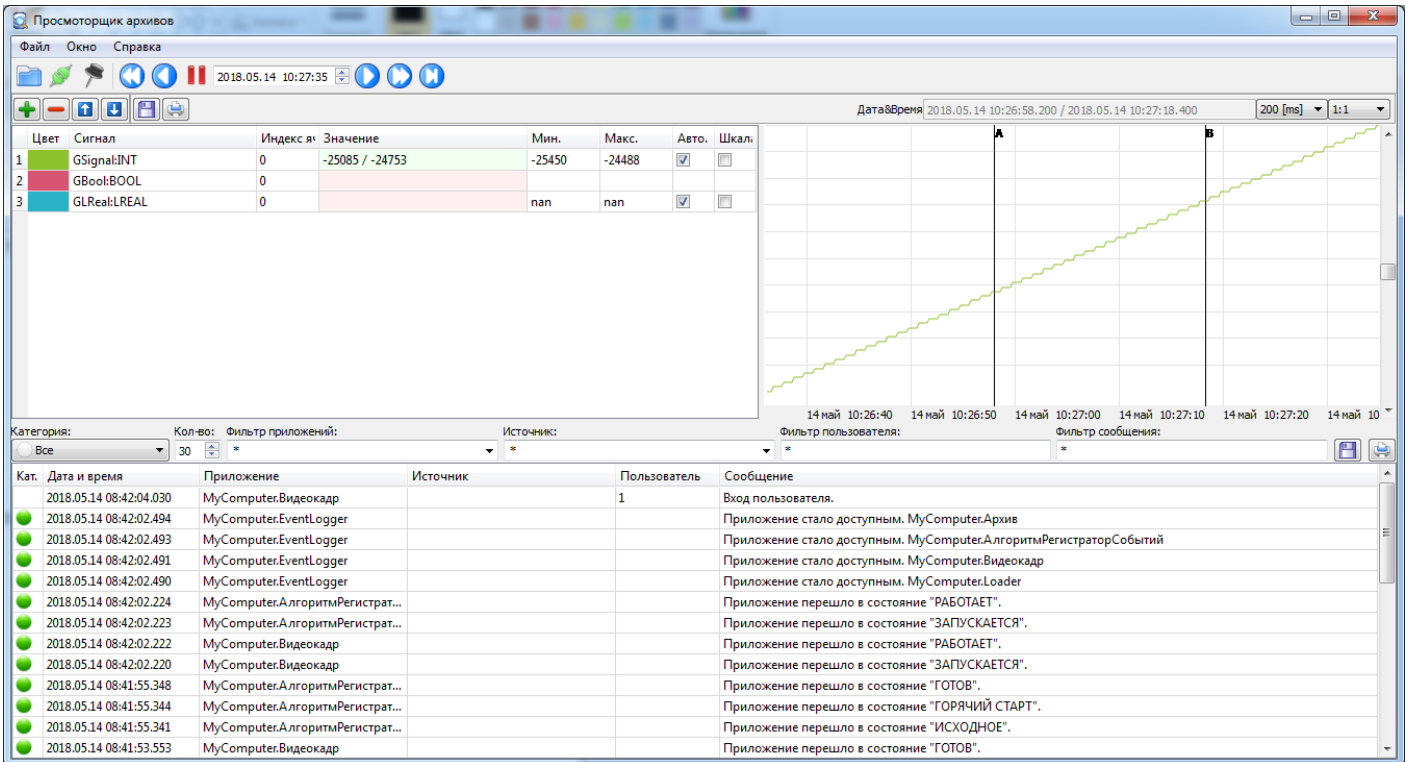 Просмоторщик архивов
Файл Окно Справка
2018.05.14 10:27:35
Дата&Время 2018.05.14 10:26:58.200 / 2018.05.14 10:27:18.400 200 [ms] 1:1
Цвет Сигнал Индекс яч Значение Мин. Макс. Авто. Шкал
1 GSignal:INT 0 -25085 / -24753 -25450 -24488
2 GBool:BOOL 0
3 GLReal:LREAL 0 nan nan
A B
14 май 10:26:40 14 май 10:26:50 14 май 10:27:00 14 май 10:27:10 14 май 10:27:20 14 май 10
Категория: Кол-во: Фильтр приложений: Источник: Фильтр пользователя: Фильтр сообщения:
Все 30 * * * *
Кат. Дата и время Приложение Источник Пользователь Сообщение
2018.05.14 08:42:04.030 MyComputer.Видеокадр 1 Вход пользователя.
2018.05.14 08:42:02.494 MyComputer.EventLogger Приложение стало доступным. MyComputer.Архив
2018.05.14 08:42:02.493 MyComputer.EventLogger Приложение стало доступным. MyComputer.АлгоритмРегистраторСобытий
2018.05.14 08:42:02.491 MyComputer.EventLogger Приложение стало доступным. MyComputer.Видеокадр
2018.05.14 08:42:02.490 MyComputer.EventLogger Приложение стало доступным. MyComputer.Loader
2018.05.14 08:42:02.224 MyComputer.АлгоритмРегистрат... Приложение перешло в состояние "РАБОТАЕТ".
2018.05.14 08:42:02.223 MyComputer.АлгоритмРегистрат... Приложение перешло в состояние "ЗАПУСКАЕТСЯ".
2018.05.14 08:42:02.222 MyComputer.Видеокадр Приложение перешло в состояние "РАБОТАЕТ".
2018.05.14 08:42:02.220 MyComputer.Видеокадр Приложение перешло в состояние "ЗАПУСКАЕТСЯ".
2018.05.14 08:41:55.348 MyComputer.АлгоритмРегистрат... Приложение перешло в состояние "ГОТОВ".
2018.05.14 08:41:55.344 MyComputer.АлгоритмРегистрат... Приложение перешло в состояние "ГОРЯЧИЙ СТАРТ".
2018.05.14 08:41:55.341 MyComputer.АлгоритмРегистрат... Приложение перешло в состояние "ИСХОДНОЕ".
2018.05.14 08:41:53.553 MyComputer.Видеокадр Приложение перешло в состояние "ГОТОВ".